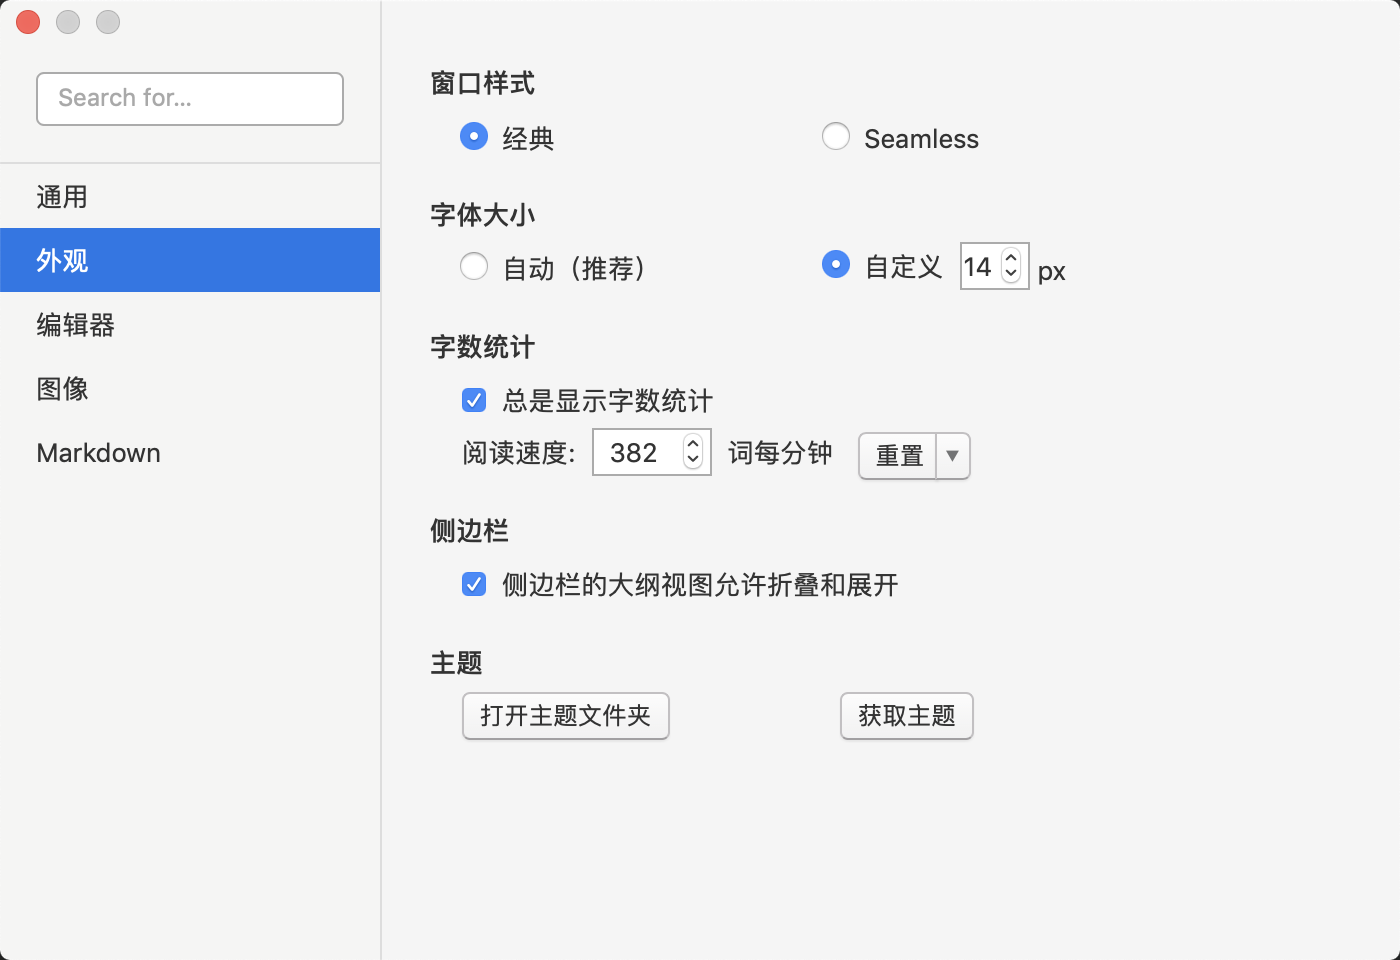 Search for...
通用
外观
编辑器
图像
Markdown
窗口样式
经典 Seamless
字体大小
自动（推荐） 自定义 14 px
字数统计
总是显示字数统计
阅读速度: 382 词每分钟 重置
侧边栏
侧边栏的大纲视图允许折叠和展开
主题
打开主题文件夹 获取主题